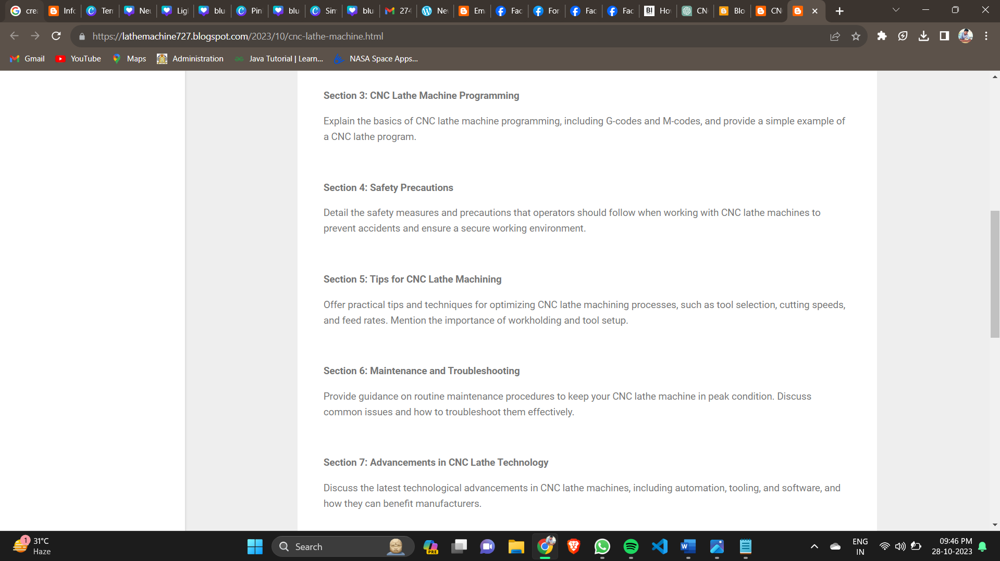 crea Info Tem Neu Ligh blu Pin blu Sim blu 274 New Em Fac For Fac Fac BI How CN Blo CN
https://lathemachine727.blogspot.com/2023/10/cnc-lathe-machine.html
Gmail YouTube Maps Administration Java Tutorial | Learn... NASA Space Apps...
Section 3: CNC Lathe Machine Programming
Explain the basics of CNC lathe machine programming, including G-codes and M-codes, and provide a simple example of
a CNC lathe program.
Section 4: Safety Precautions
Detail the safety measures and precautions that operators should follow when working with CNC lathe machines to
prevent accidents and ensure a secure working environment.
Section 5: Tips for CNC Lathe Machining
Offer practical tips and techniques for optimizing CNC lathe machining processes, such as tool selection, cutting speeds,
and feed rates. Mention the importance of workholding and tool setup.
Section 6: Maintenance and Troubleshooting
Provide guidance on routine maintenance procedures to keep your CNC lathe machine in peak condition. Discuss
common issues and how to troubleshoot them effectively.
Section 7: Advancements in CNC Lathe Technology
Discuss the latest technological advancements in CNC lathe machines, including automation, tooling, and software, and
how they can benefit manufacturers.
1 31°C
Haze
Search
PRE
ENG
IN
09:46 PM
28-10-2023